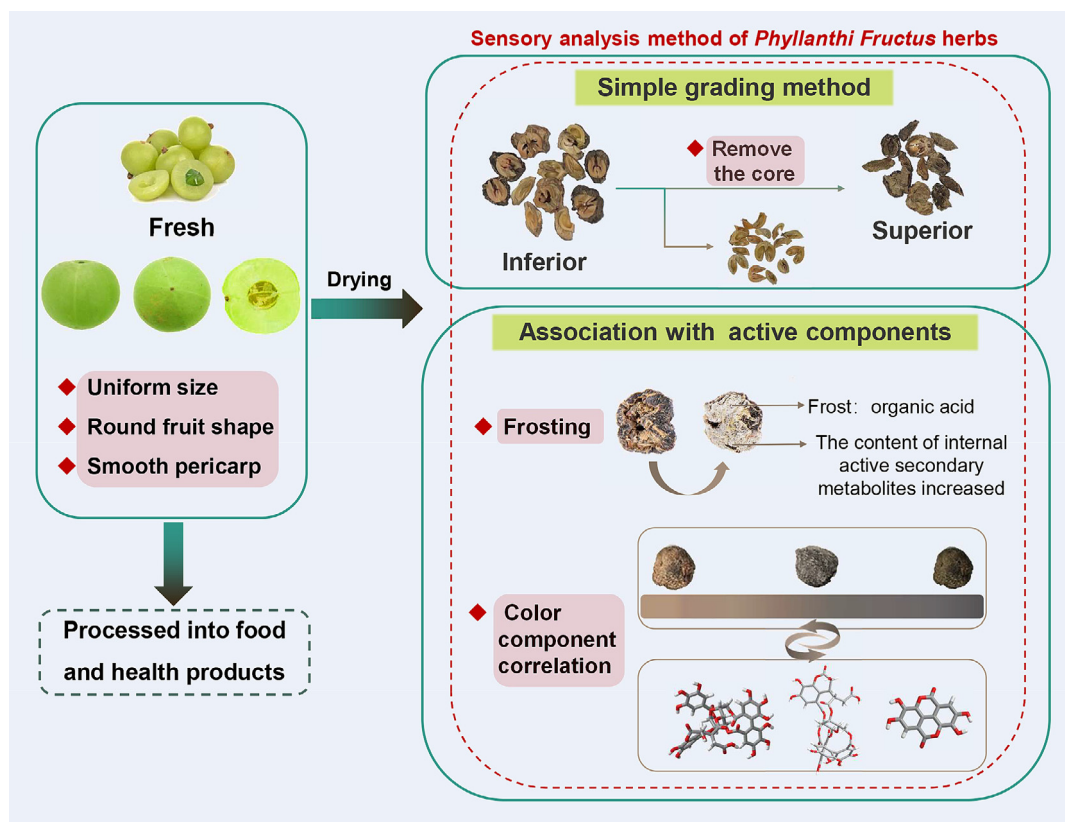 Sensory analysis method of Phyllanthi Fructus herbs
Simple grading method
Remove
the core
Inferior
Superior
Fresh
Drying
Uniform size
Round fruit shape
Smooth pericarp
Processed into food
and health products
Association with active components
Frosting
Frost: organic acid
The content of internal
active secondary
metabolites increased
Color
component
correlation